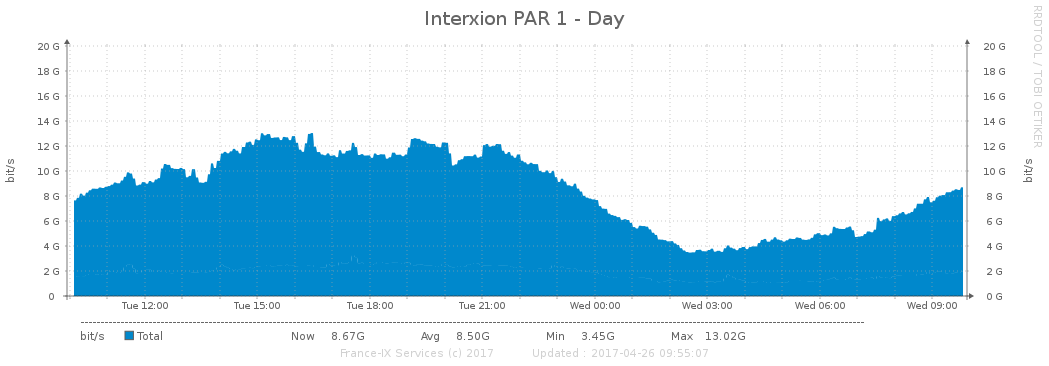 Interxion PAR 1 - Day
RRDTOOL / TOBI OETIKER
bit/s
bit/s
20 G 20 G
18 G 18 G
16 G 16 G
14 G 14 G
12 G 12 G
10 G 10 G
8 G 8 G
6 G 6 G
4 G 4 G
2 G 2 G
0 0 G
Tue 12:00 Tue 15:00 Tue 18:00 Tue 21:00 Wed 00:00 Wed 03:00 Wed 06:00 Wed 09:00
bit/s Total Now 8.67G Avg 8.50G Min 3.45G Max 13.02G
France-IX Services (c) 2017 Updated : 2017-04-26 09:55:07